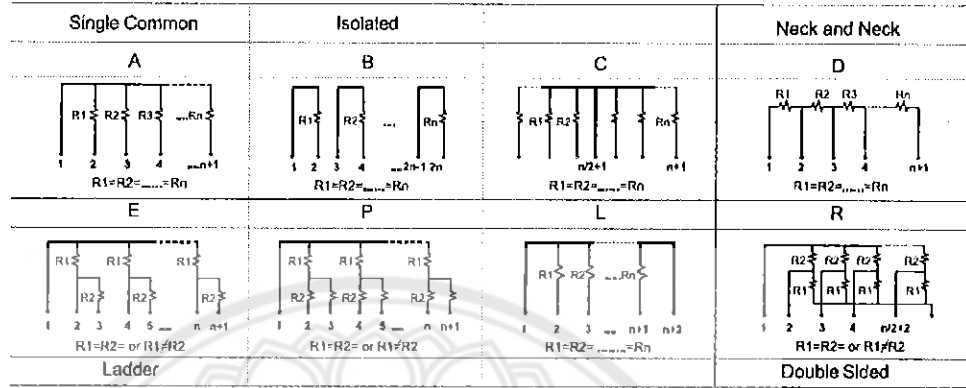 Single Common Isolated Neck and Neck
A B C D
R1 R2 R3 Rn
R1 R2 R3 ....Rn R1 R2 .... Rn R1 R2 Rn
1 2 3 4 ....n+1 1 2 3 4 ....2n-1 2n 1 n/2+1 n+1 1 2 3 4 n+1
R1=R2=......=Rn R1=R2=......=Rn R1=R2=......=Rn R1=R2=......=Rn
E P L R
R1 R1 R1 R1 R1 R1 R1 R2 ....Rn R2 R2 R2 R2
R2 R2 R2 R2 R2 R2 R1 R1 R1 R1
1 2 3 4 5 .... n n+1 1 2 3 4 5 .... n n+1 1 2 3 .... n+1 n+2 1 2 3 4 n/2+2
R1=R2= or R1≠R2 R1=R2= or R1≠R2 R1=R2=......=Rn R1=R2= or R1≠R2
Ladder Double Sided